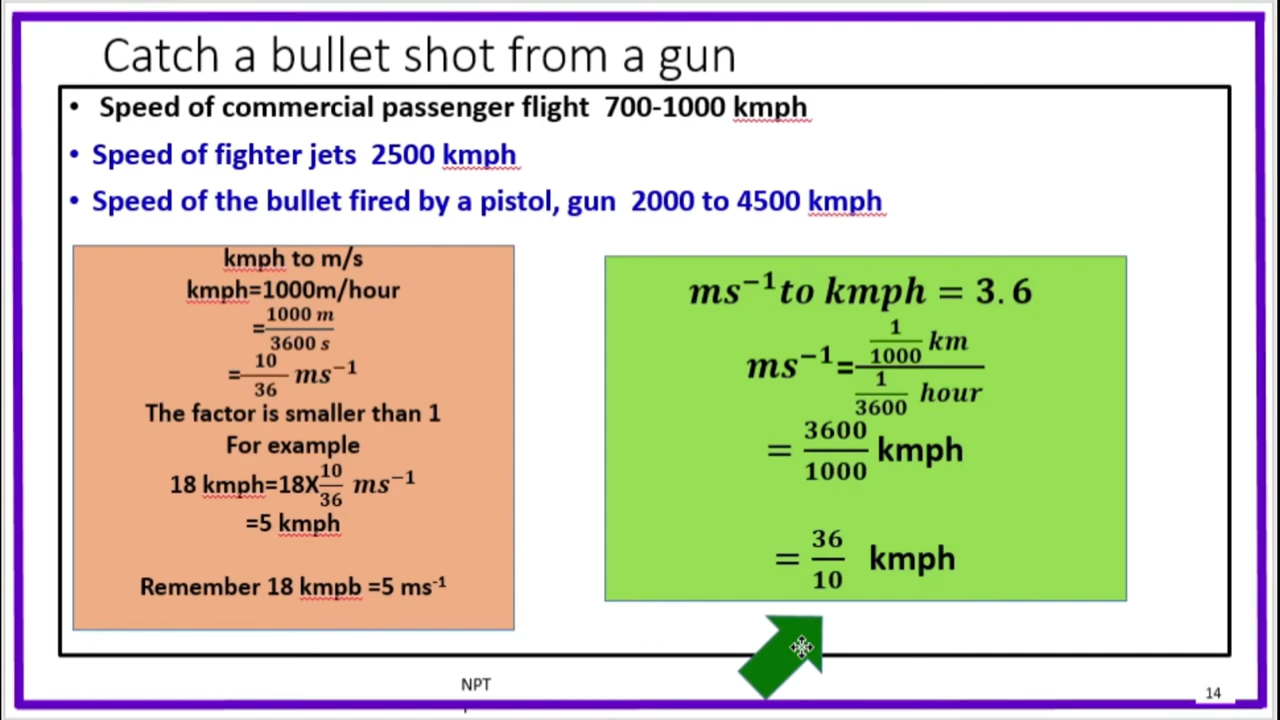 Catch a bullet shot from a gun
• Speed of commercial passenger flight 700-1000 kmph
• Speed of fighter jets 2500 kmph
• Speed of the bullet fired by a pistol, gun 2000 to 4500 kmph
kmph to m/s
kmph=1000m/hour
=1000 m/3600 s
=10/36 ms⁻¹
The factor is smaller than 1
For example
18 kmph=18X10/36 ms⁻¹
=5 kmph
Remember 18 kmpb =5 ms⁻¹
ms⁻¹to kmph = 3.6
ms⁻¹=(1/1000 km)/(1/3600 hour)
= 3600/1000 kmph
= 36/10 kmph
NPT
14